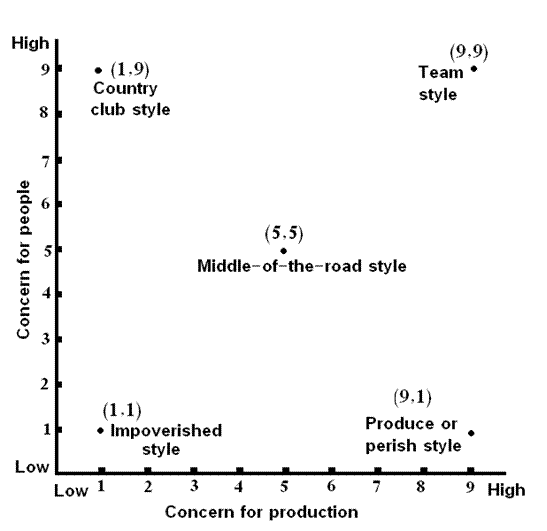 High
9
(1,9)
Country
club style
(9,9)
Team
style
8
7
6
(5,5)
5
Middle-of-the-road style
4
3
2
(1,1)
1
Impoverished
style
(9,1)
Produce or
perish style
Low
Low 1 2 3 4 5 6 7 8 9 High
Concern for people
Concern for production